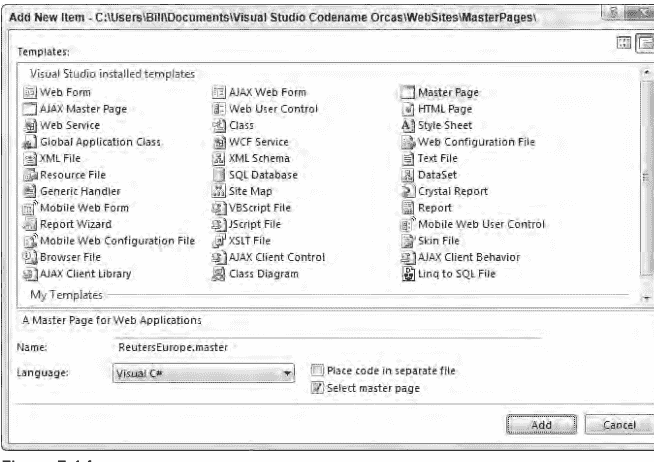 Add New Item - C:\Users\Bill\Documents\Visual Studio Codename Orcas\WebSites\MasterPages\
Templates:
Visual Studio installed templates
Web Form AJAX Web Form Master Page
AJAX Master Page Web User Control HTML Page
Web Service Class Style Sheet
Global Application Class WCF Service Web Configuration File
XML File XML Schema Text File
Resource File SQL Database DataSet
Generic Handler Site Map Crystal Report
Mobile Web Form VBScript File Report
Report Wizard JScript File Mobile Web User Control
Mobile Web Configuration File XSLT File Skin File
Browser File AJAX Client Control AJAX Client Behavior
AJAX Client Library Class Diagram Linq to SQL File
My Templates
A Master Page for Web Applications
Name: ReutersEurope.master
Language: Visual C# Place code in separate file
Select master page
Add Cancel